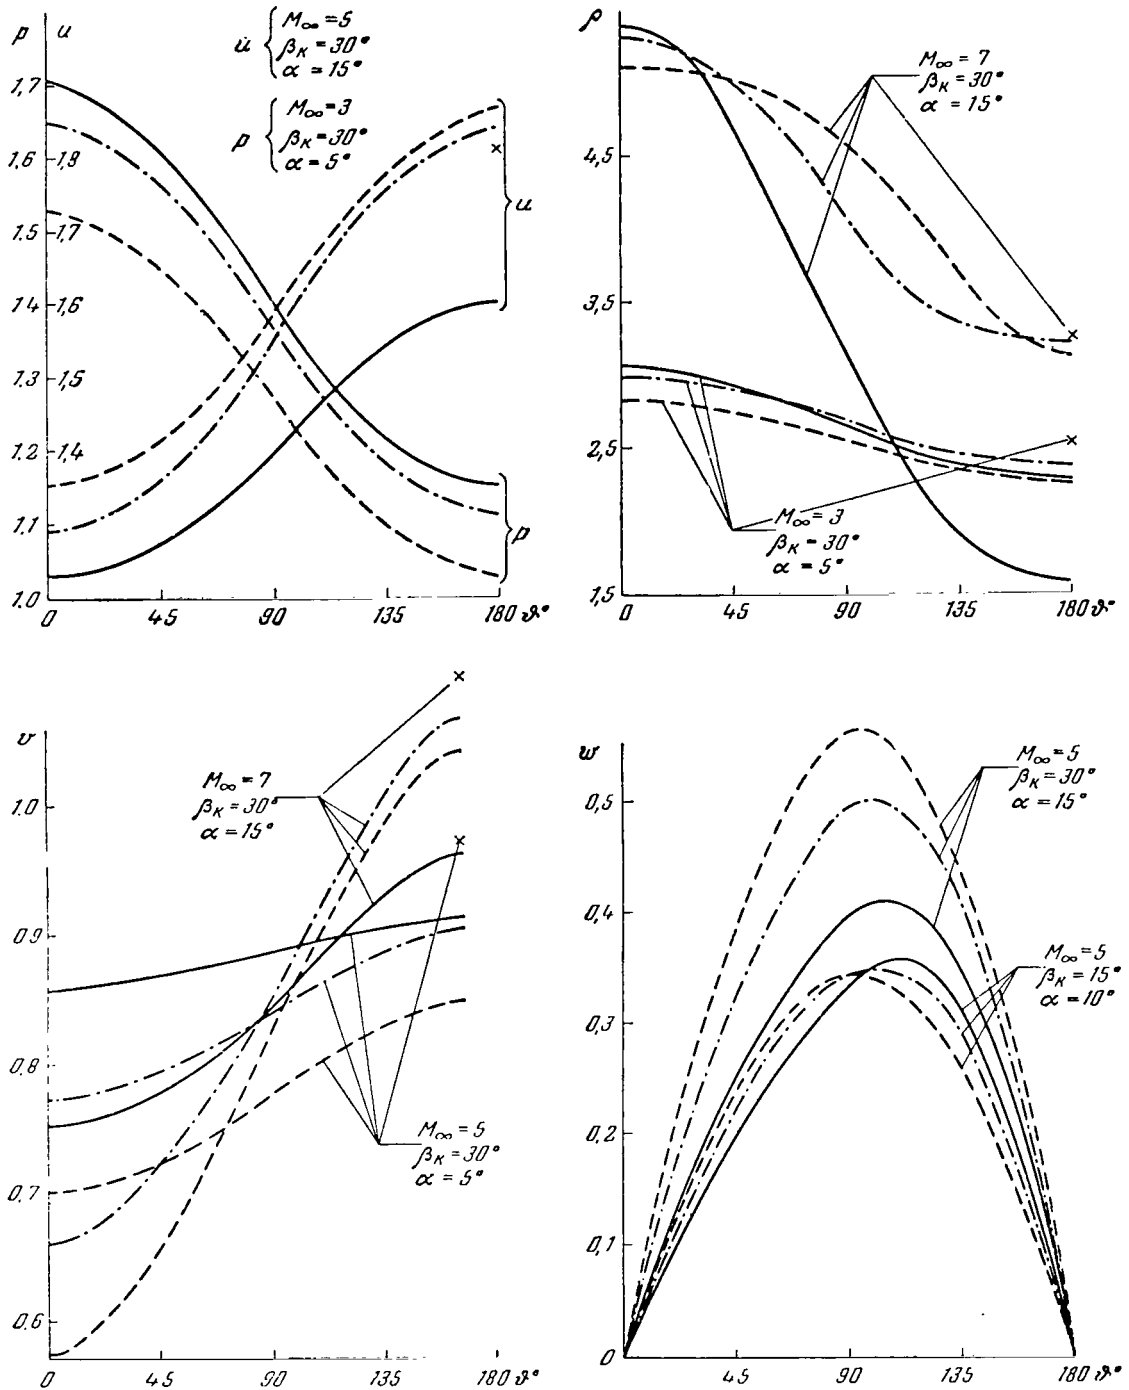 p u
u̇ { M∞ = 5
βк = 30°
α = 15°
p { M∞ = 3
βк = 30°
α = 5°
1,7
1,6 1,8
1,5 1,7
1,4 1,6
1.3 1,5
1.2 1,4
1,1
1.0
u
p
0 45 90 135 180 ϑ°
ρ
M∞ = 7
βк = 30°
α = 15°
4,5
3,5
2,5
1,5
M∞ = 3
βк = 30°
α = 5°
0 45 90 135 180 ϑ°
v
M∞ = 7
βк = 30°
α = 15°
1.0
0.9
0,8
0,7
0,6
M∞ = 5
βк = 30°
α = 5°
0 45 90 135 180 ϑ°
w
M∞ = 5
βк = 30°
α = 15°
M∞ = 5
βк = 15°
α = 10°
0,5
0,4
0,3
0,2
0,1
0
45 90 135 180 ϑ°